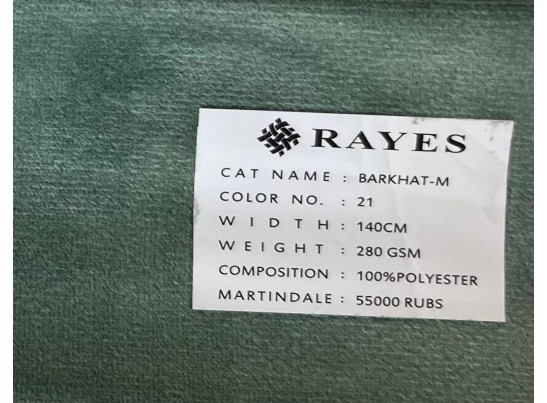 RAYES
CAT NAME : BARKHAT-M
COLOR NO. : 21
WIDTH : 140CM
WEIGHT : 280 GSM
COMPOSITION : 100%POLYESTER
MARTINDALE : 55000 RUBS